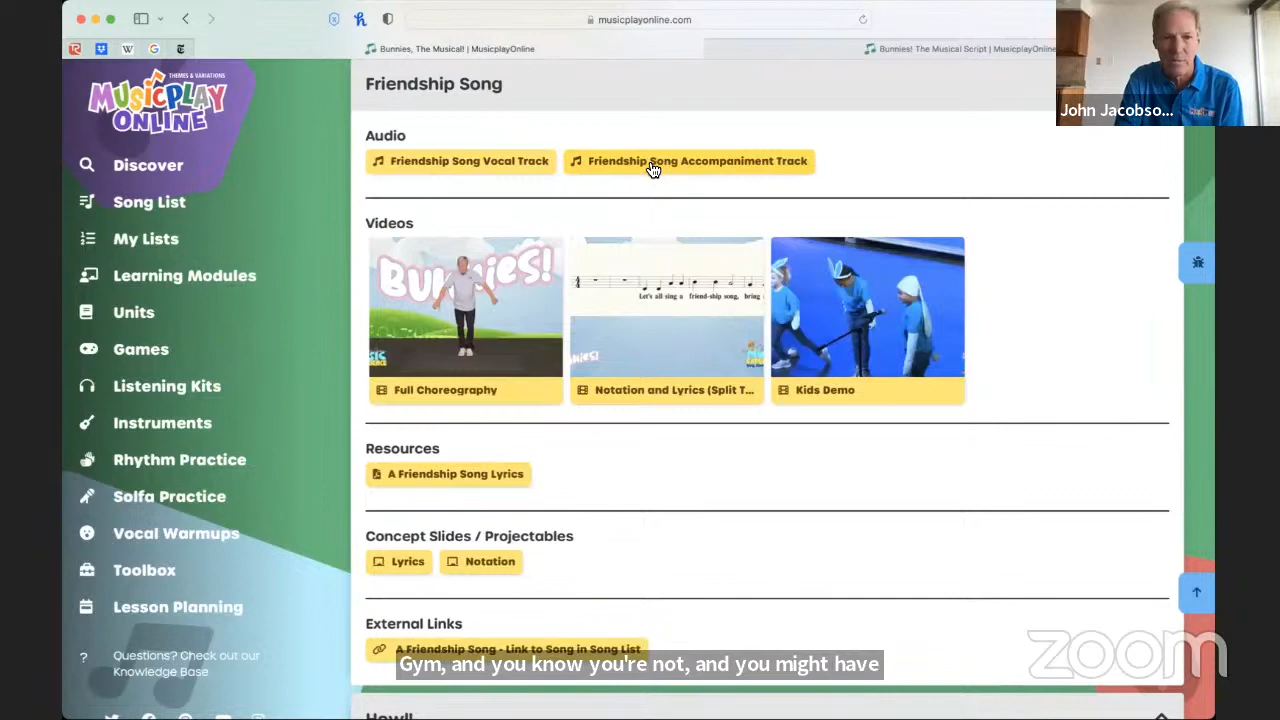 musicplayonline.com
Bunnies, The Musical! | MusicplayOnline
Bunnies! The Musical Script | MusicplayOnline
THEMES & VARIATIONS
MUSICPLAY
ONLINE
Discover
Song List
My Lists
Learning Modules
Units
Games
Listening Kits
Instruments
Rhythm Practice
Solfa Practice
Vocal Warmups
Toolbox
Lesson Planning
? Questions? Check out our
Knowledge Base
Friendship Song
Audio
Friendship Song Vocal Track
Friendship Song Accompaniment Track
Videos
BUNNIES!
Let's all sing a friend-ship song, bring
Full Choreography
Notation and Lyrics (Split T...
Kids Demo
Resources
A Friendship Song Lyrics
Concept Slides / Projectables
Lyrics
Notation
External Links
A Friendship Song - Link to Song in Song List
Gym, and you know you're not, and you might have
Howl!
John Jacobso...
zoom